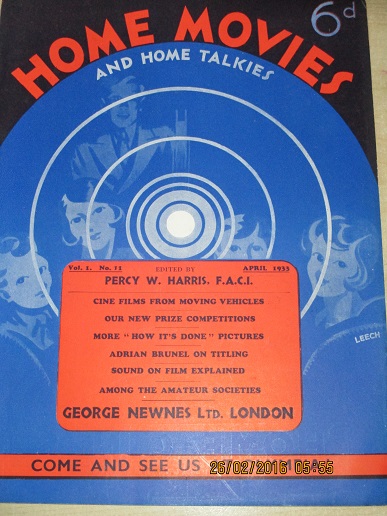 6d
HOME MOVIES
AND HOME TALKIES
Vol. 1. No. 11 EDITED BY APRIL 1933
PERCY W. HARRIS, F.A.C.I.
CINE FILMS FROM MOVING VEHICLES
OUR NEW PRIZE COMPETITIONS
MORE "HOW IT'S DONE" PICTURES
ADRIAN BRUNEL ON TITLING
SOUND ON FILM EXPLAINED
AMONG THE AMATEUR SOCIETIES
GEORGE NEWNES LTD. LONDON
LEECH
COME AND SEE US
26/02/2016 05:55